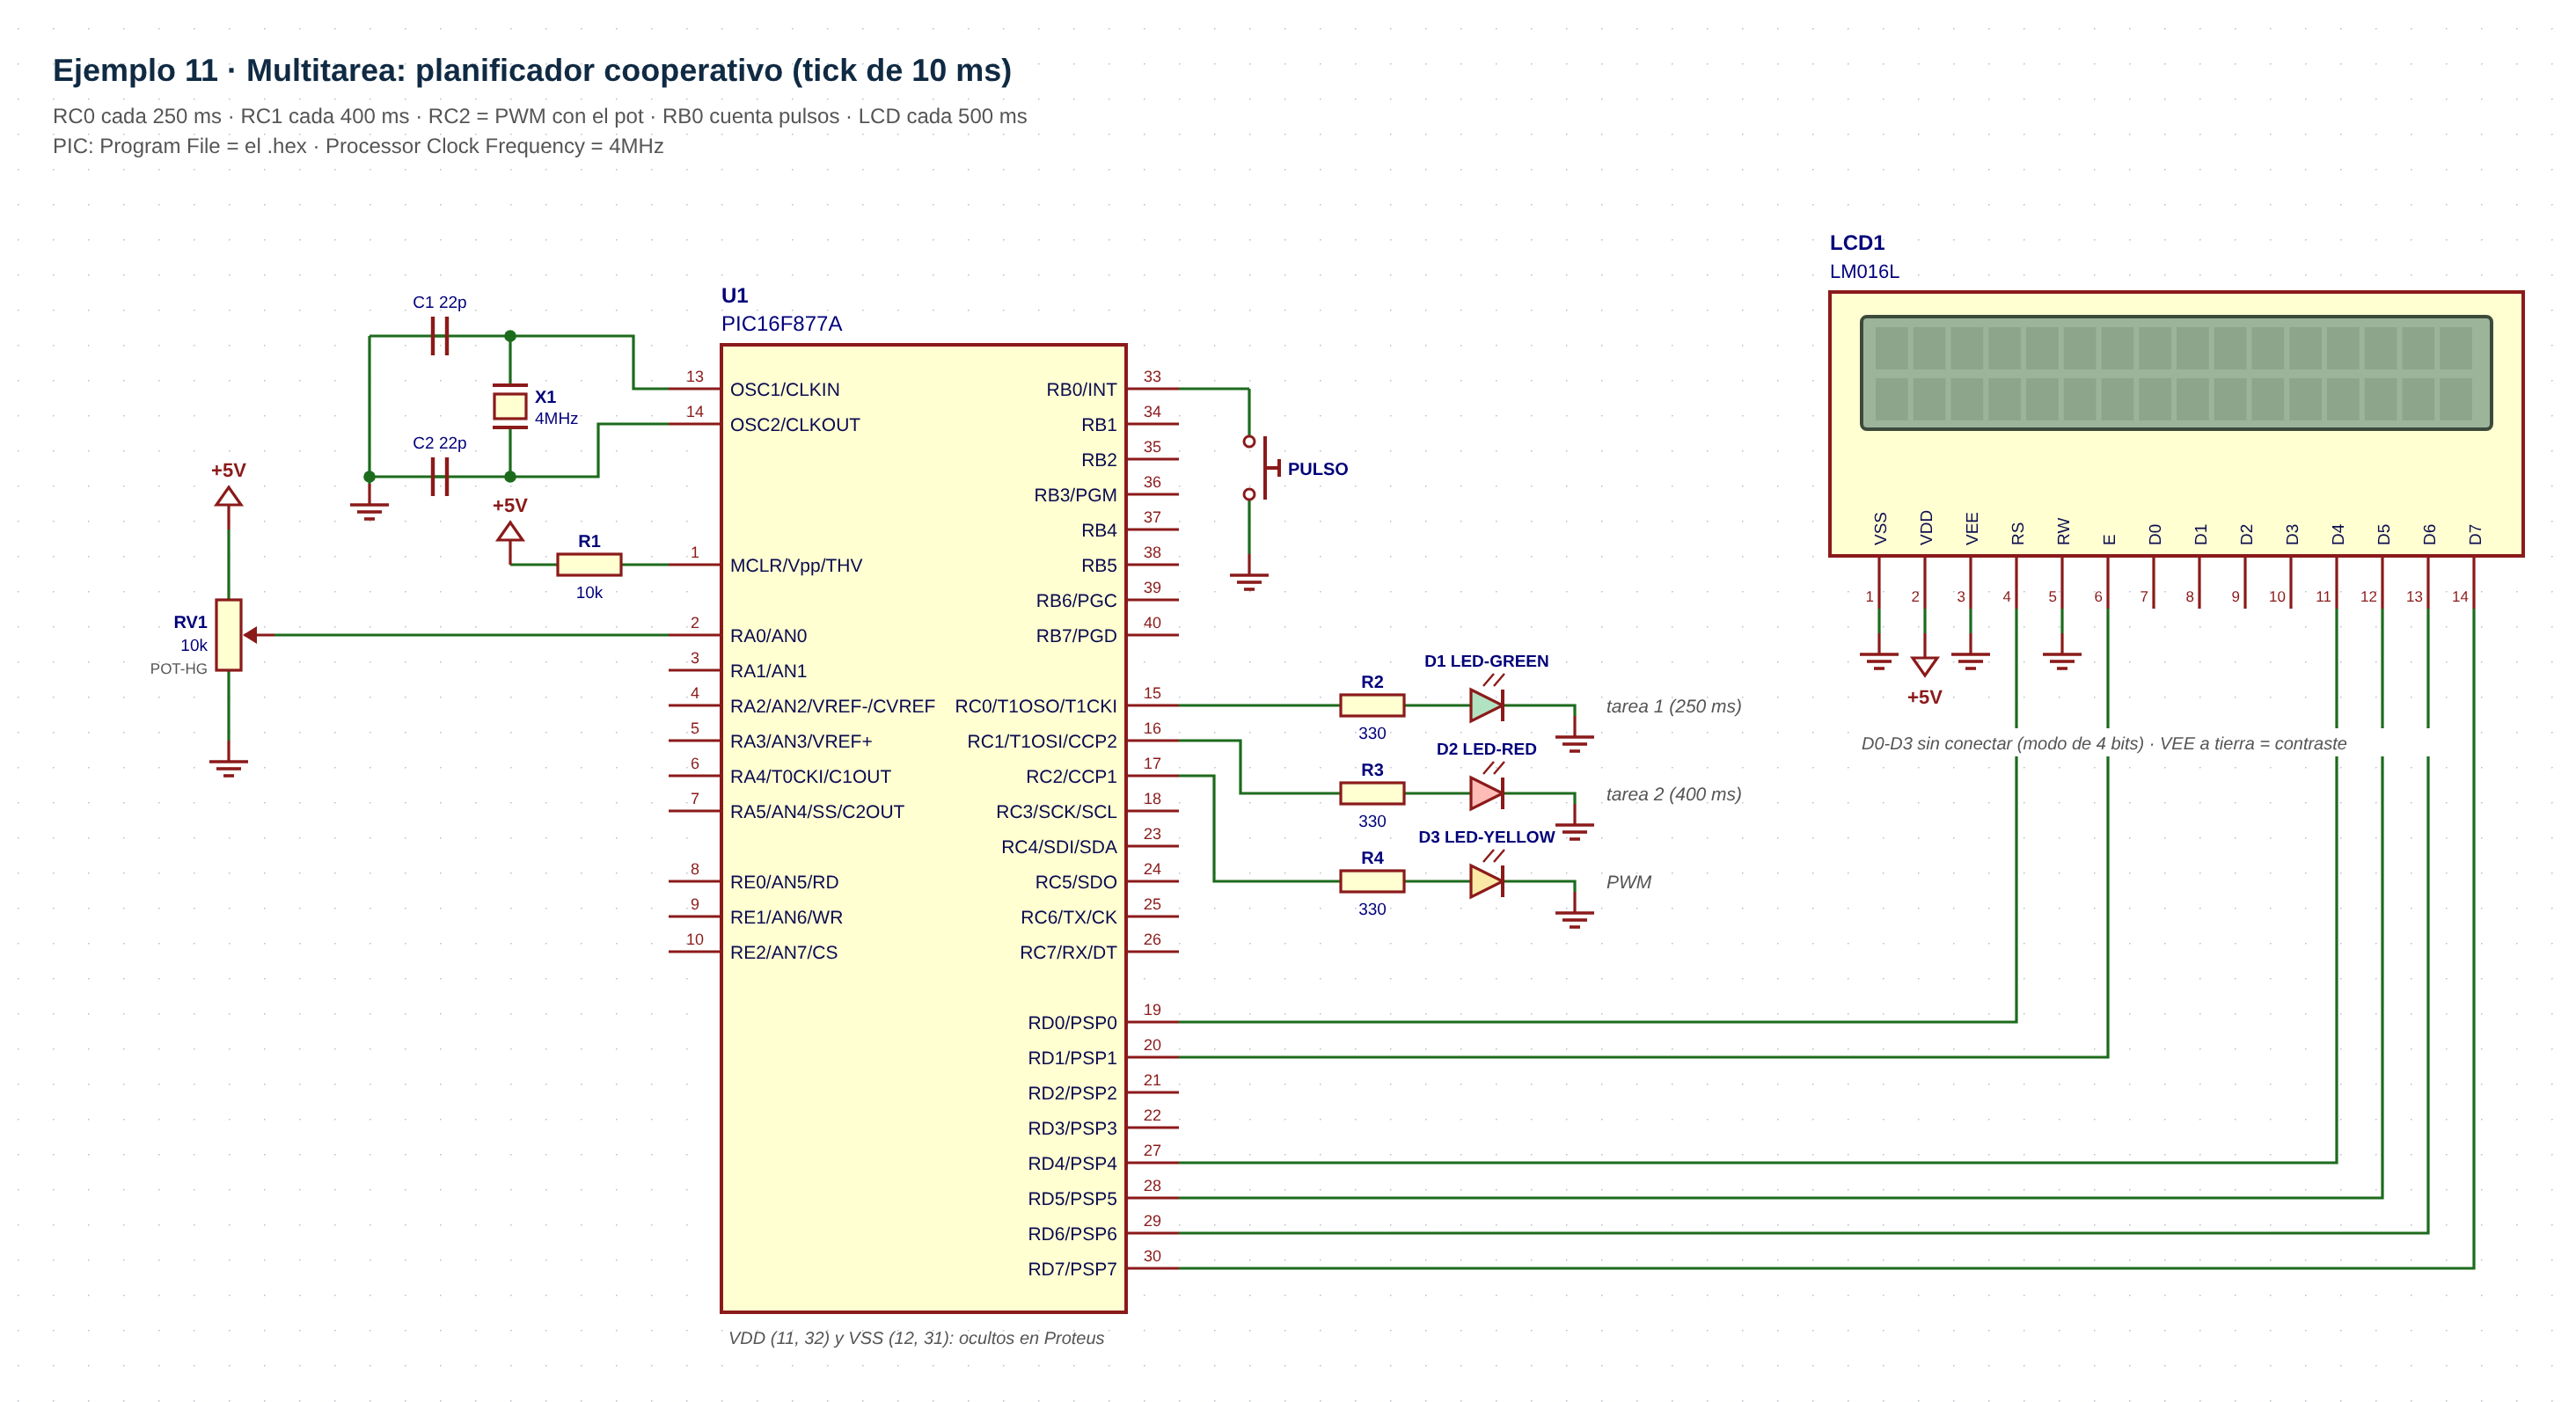 Ejemplo 11 · Multitarea: planificador cooperativo (tick de 10 ms)
RC0 cada 250 ms · RC1 cada 400 ms · RC2 = PWM con el pot · RB0 cuenta pulsos · LCD cada 500 ms
PIC: Program File = el .hex · Processor Clock Frequency = 4MHz
LCD1
LM016L
VSS
VDD
VEE
RS
RW
E
D0
D1
D2
D3
D4
D5
D6
D7
1
2
3
4
5
6
7
8
9
10
11
12
13
14
+5V
D0-D3 sin conectar (modo de 4 bits) · VEE a tierra = contraste
C1 22p
X1
4MHz
C2 22p
+5V
R1
10k
+5V
RV1
10k
POT-HG
U1
PIC16F877A
13 OSC1/CLKIN
14 OSC2/CLKOUT
1 MCLR/Vpp/THV
2 RA0/AN0
3 RA1/AN1
4 RA2/AN2/VREF-/CVREF
5 RA3/AN3/VREF+
6 RA4/T0CKI/C1OUT
7 RA5/AN4/SS/C2OUT
8 RE0/AN5/RD
9 RE1/AN6/WR
10 RE2/AN7/CS
RB0/INT 33
RB1 34
RB2 35
RB3/PGM 36
RB4 37
RB5 38
RB6/PGC 39
RB7/PGD 40
RC0/T1OSO/T1CKI 15
RC1/T1OSI/CCP2 16
RC2/CCP1 17
RC3/SCK/SCL 18
RC4/SDI/SDA 23
RC5/SDO 24
RC6/TX/CK 25
RC7/RX/DT 26
RD0/PSP0 19
RD1/PSP1 20
RD2/PSP2 21
RD3/PSP3 22
RD4/PSP4 27
RD5/PSP5 28
RD6/PSP6 29
RD7/PSP7 30
PULSO
D1 LED-GREEN
R2
330
tarea 1 (250 ms)
D2 LED-RED
R3
330
tarea 2 (400 ms)
D3 LED-YELLOW
R4
330
PWM
VDD (11, 32) y VSS (12, 31): ocultos en Proteus